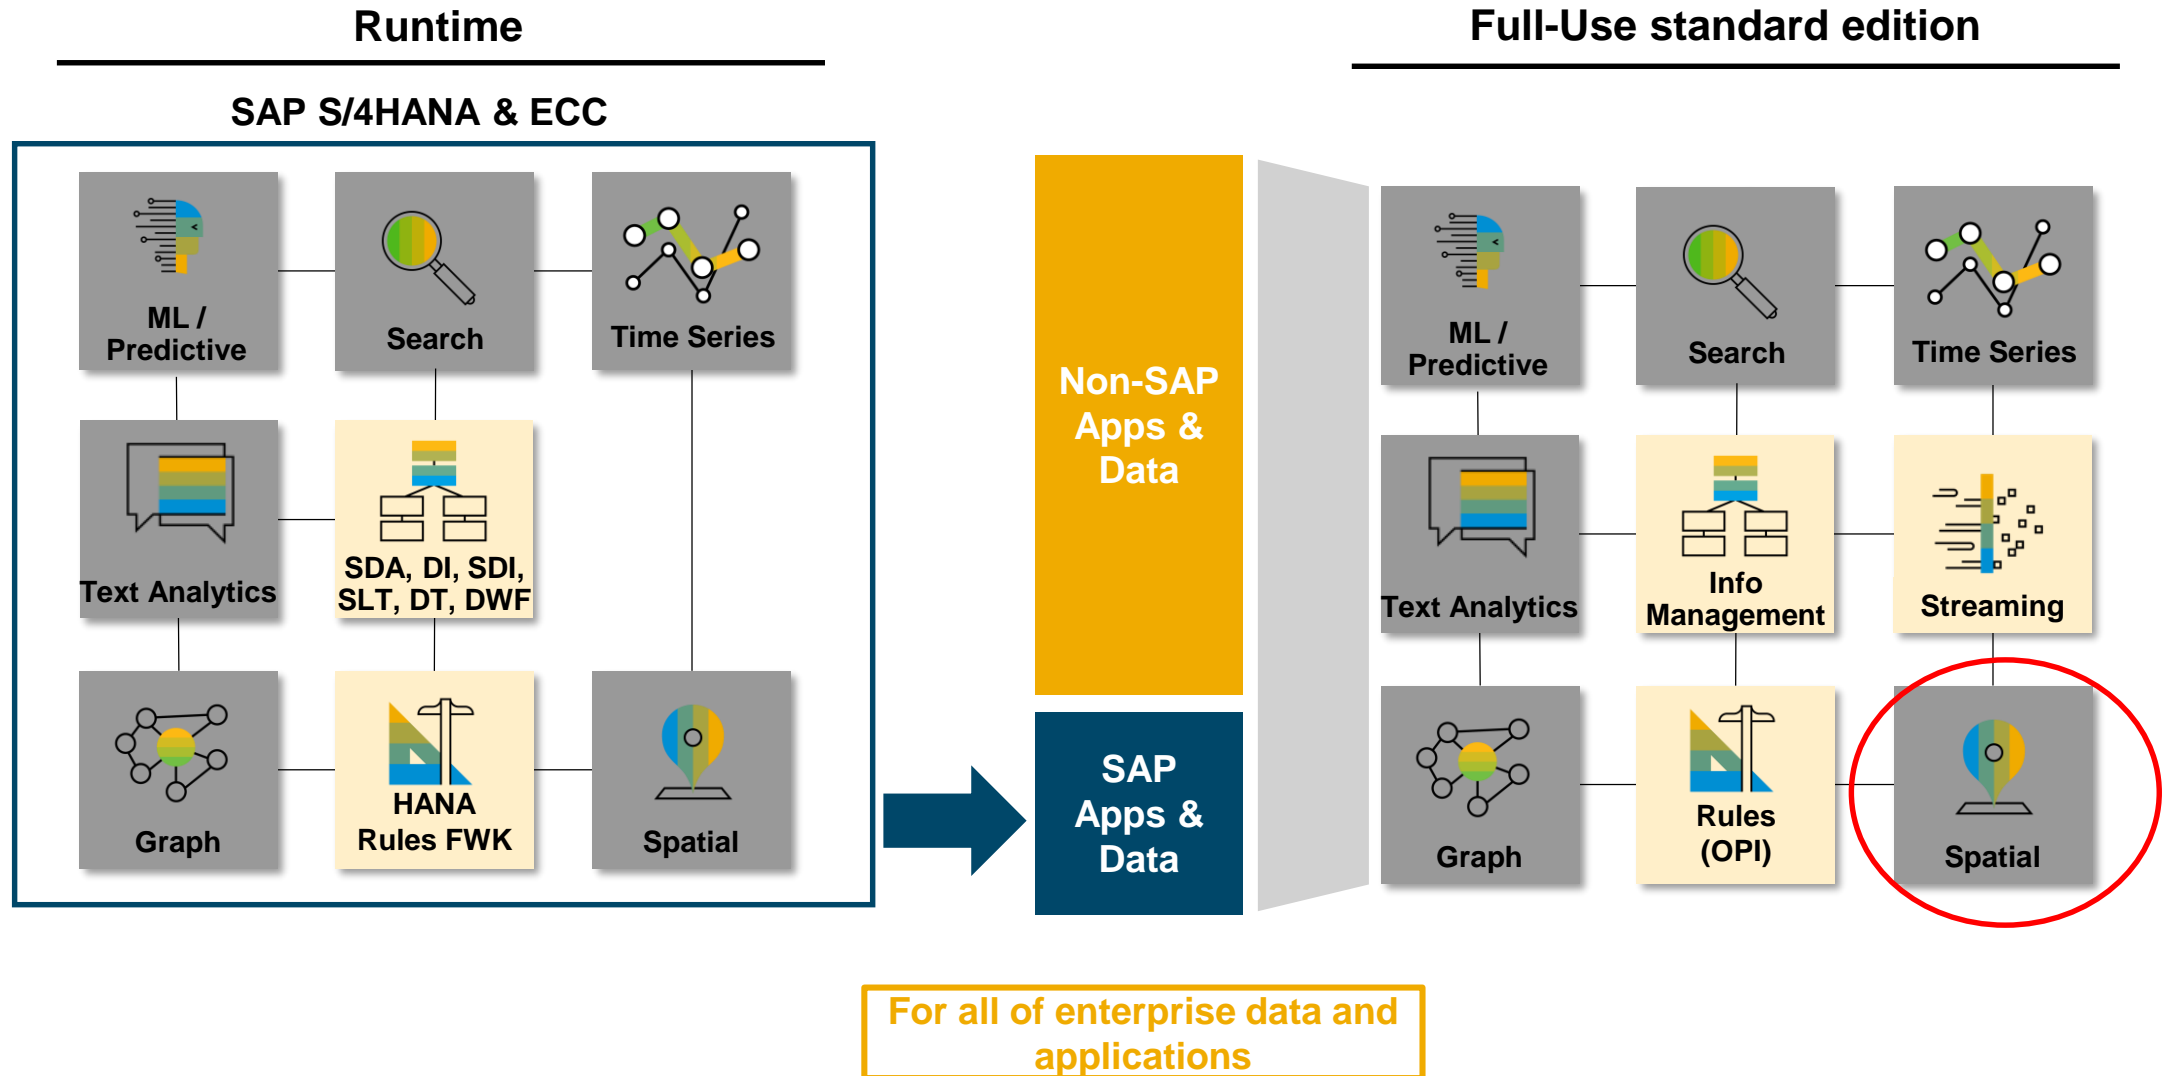 Runtime
SAP S/4HANA & ECC
ML /
Predictive
Search
Time Series
Text Analytics
SDA, DI, SDI,
SLT, DT, DWF
Graph
HANA
Rules FWK
Spatial
Non-SAP
Apps &
Data
SAP
Apps &
Data
Full-Use standard edition
ML /
Predictive
Search
Time Series
Text Analytics
Info
Management
Streaming
Graph
Rules
(OPI)
Spatial
For all of enterprise data and
applications